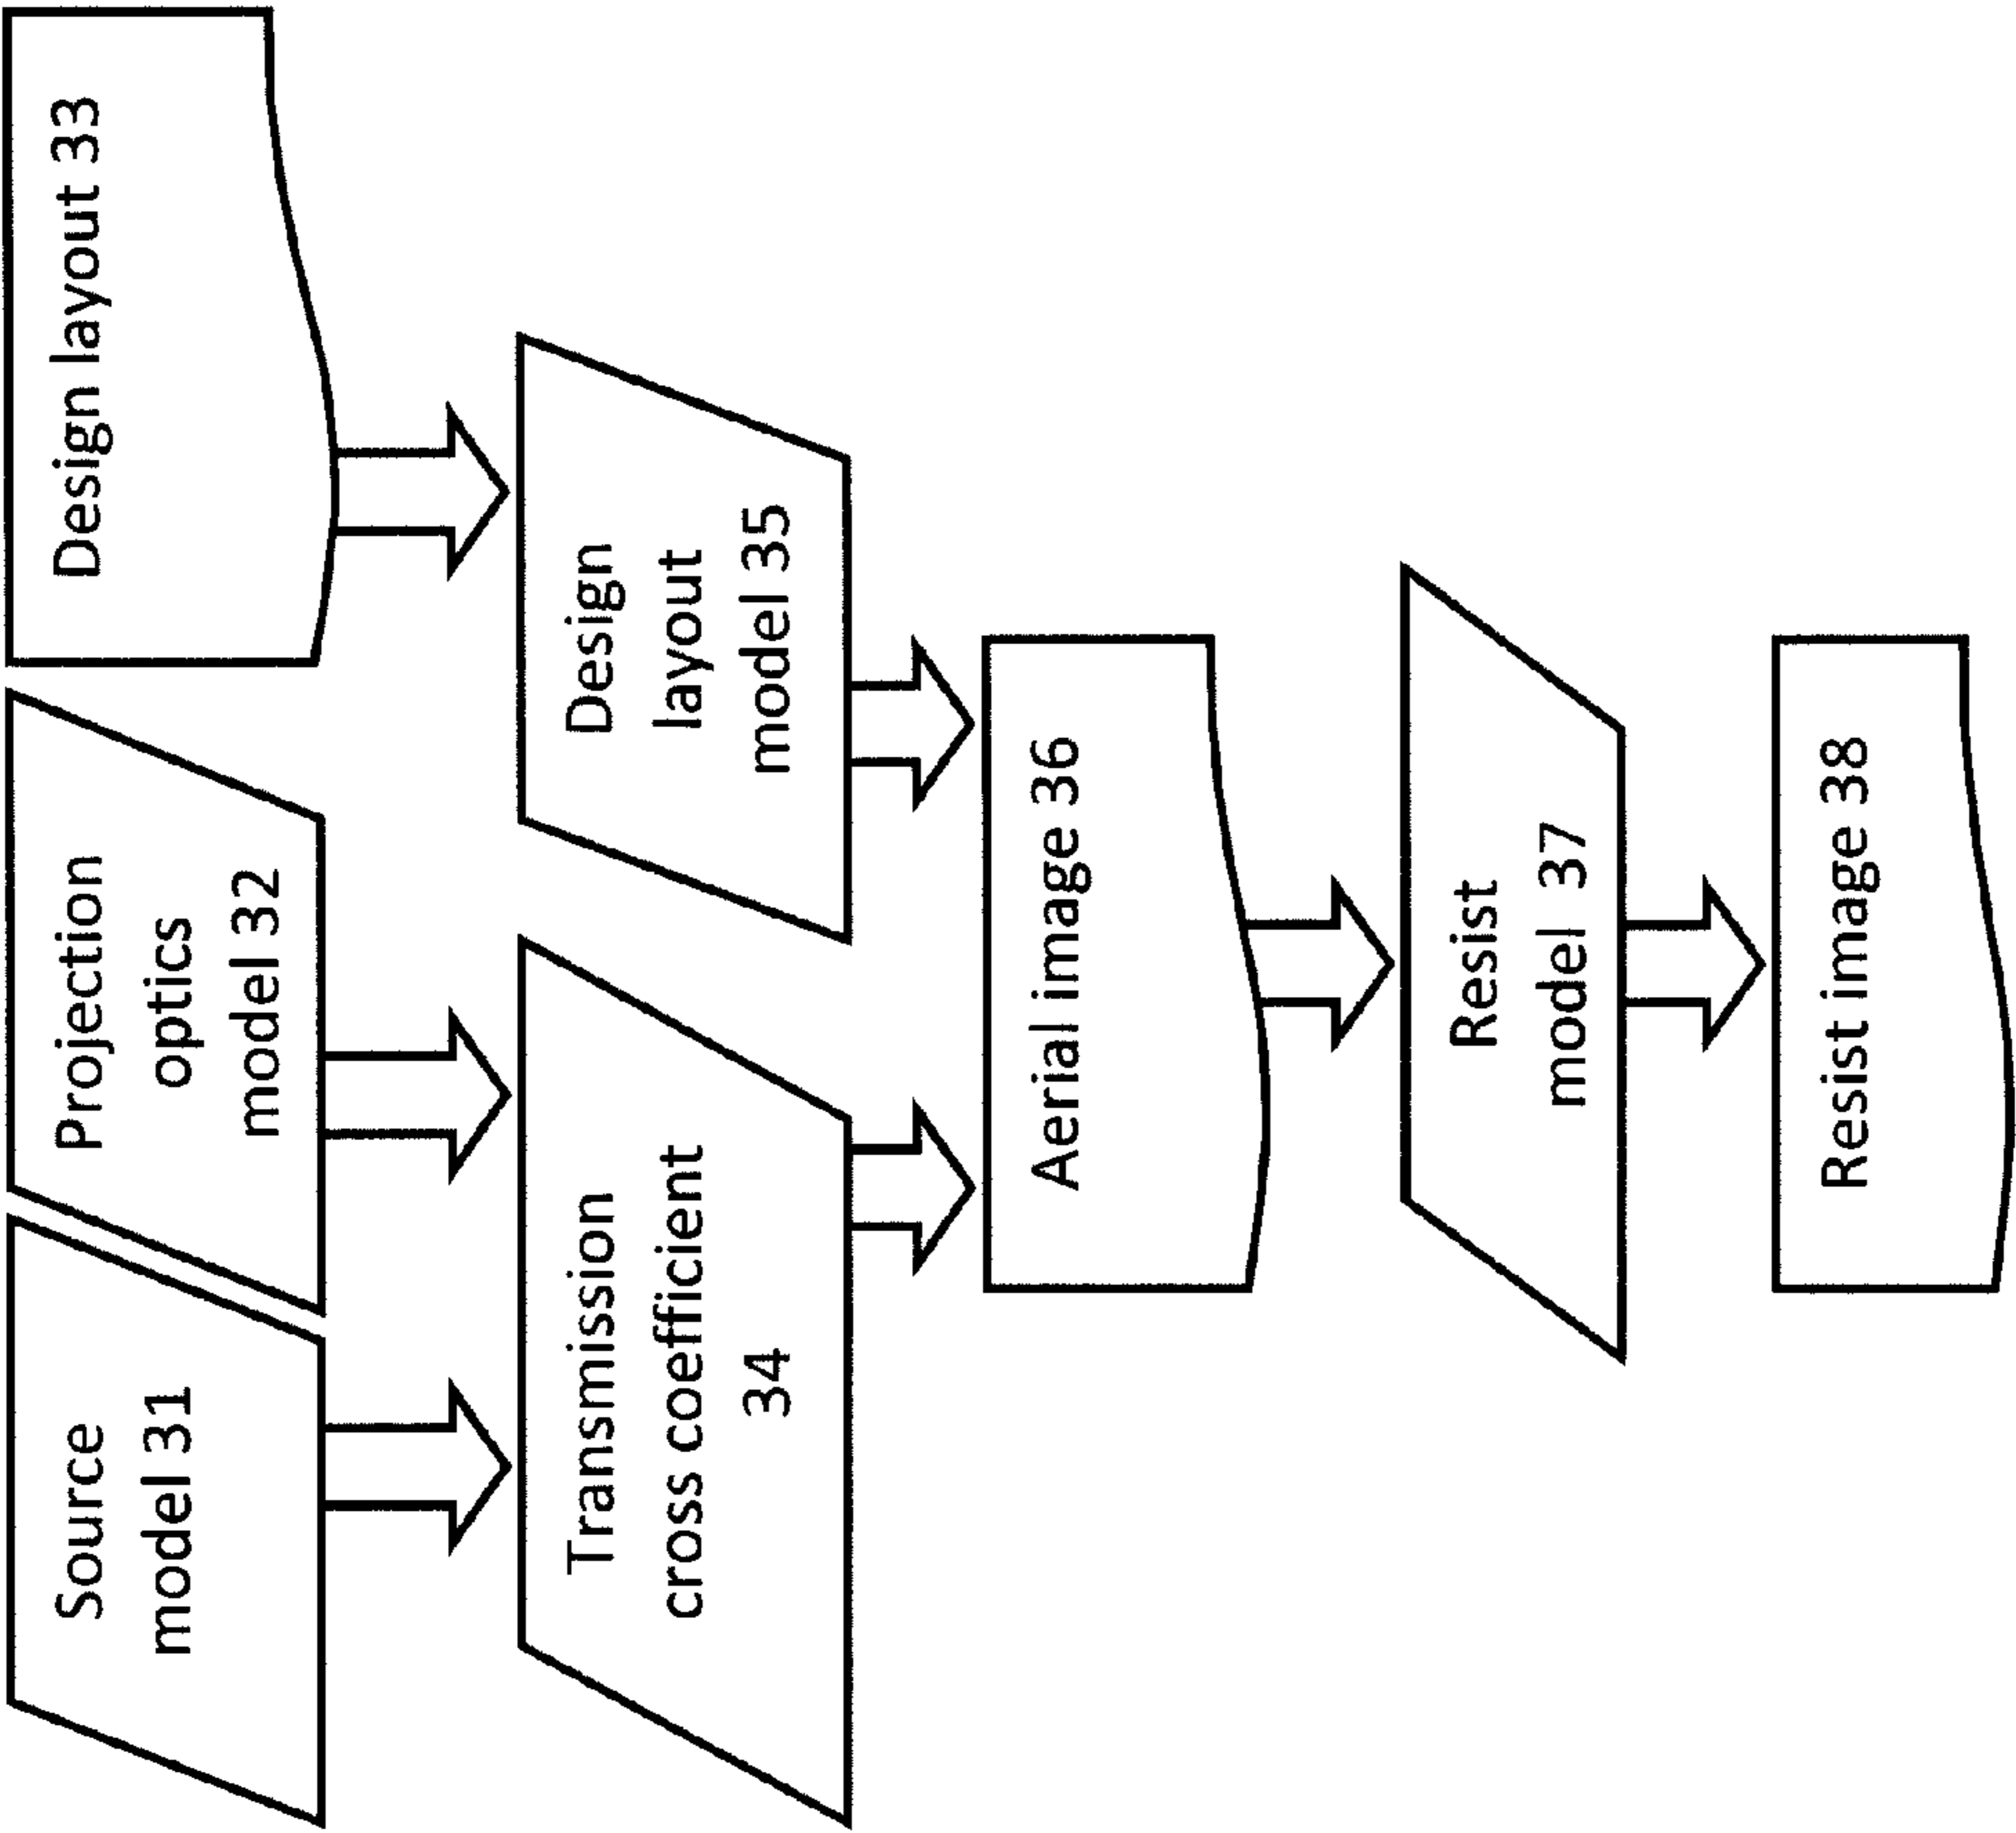 Source
model 31
Projection
optics
model 32
Design layout 33
Transmission
cross coefficient
34
Design
layout
model 35
Aerial image 36
Resist
model 37
Resist image 38